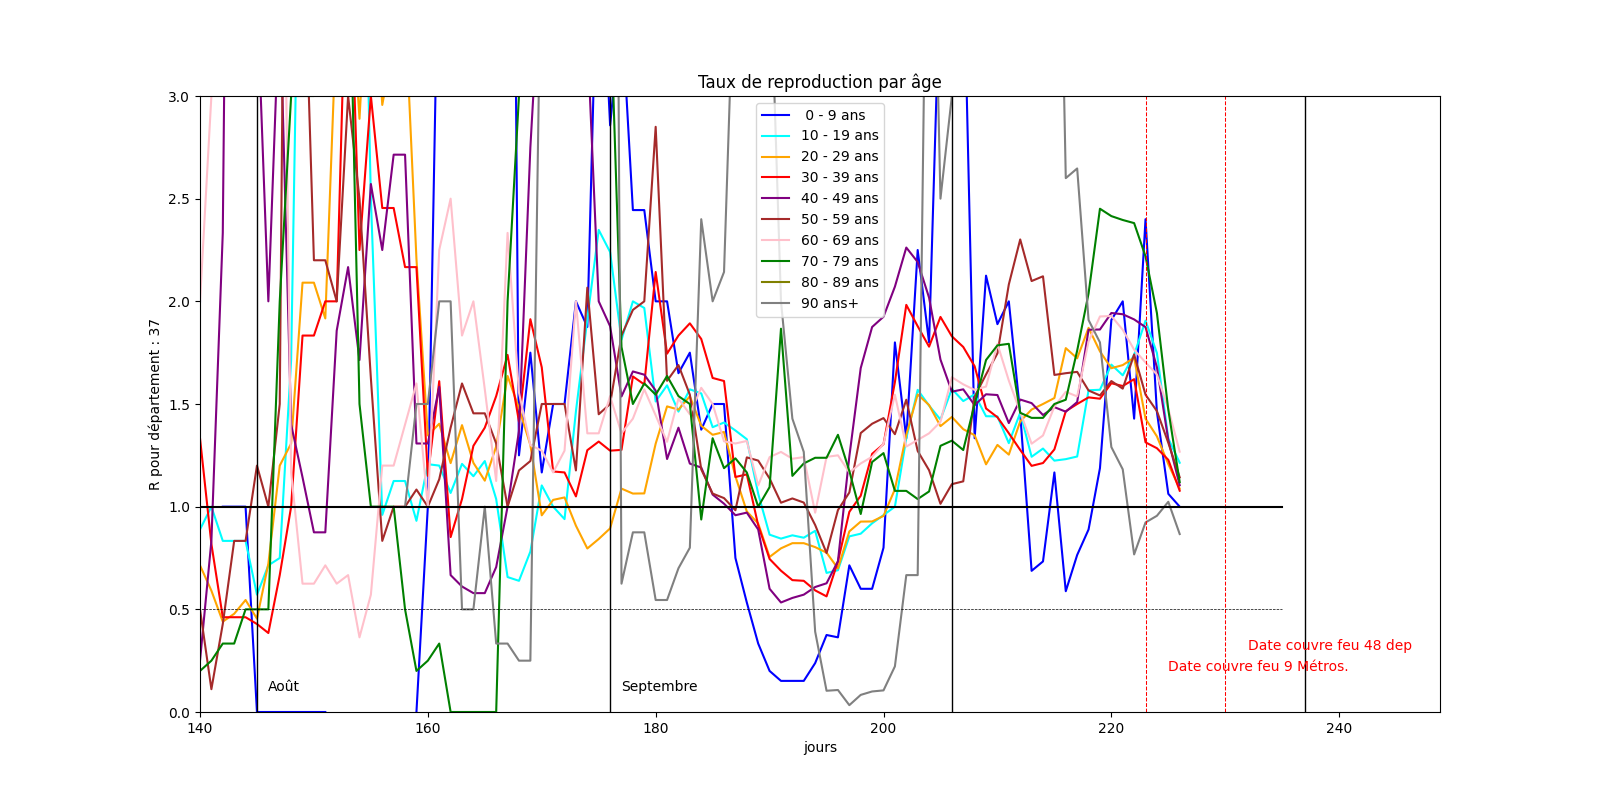 Taux de reproduction par âge
3.0
2.5
2.0
1.5
1.0
0.5
0.0
R pour département : 37
0 - 9 ans
10 - 19 ans
20 - 29 ans
30 - 39 ans
40 - 49 ans
50 - 59 ans
60 - 69 ans
70 - 79 ans
80 - 89 ans
90 ans+
Date couvre feu 48 dep
Date couvre feu 9 Métros.
Août
Septembre
140
160
180
200
220
240
jours